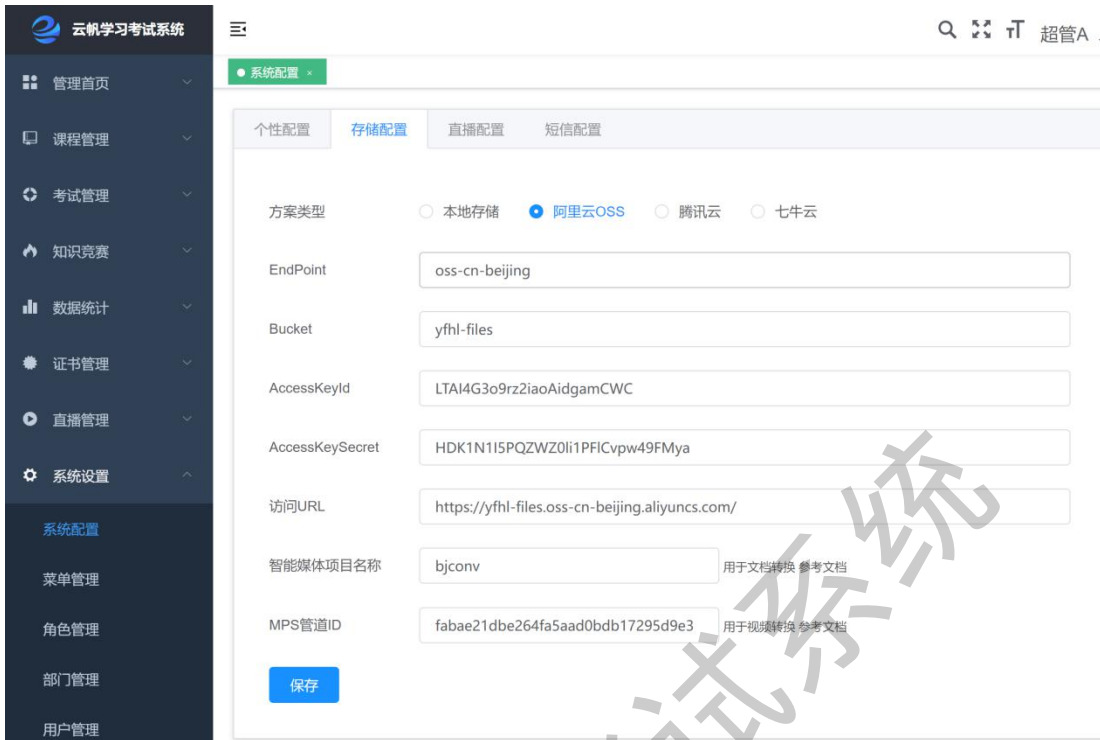 云帆学习考试系统
超管A
系统配置 ×
管理首页
课程管理
考试管理
知识竞赛
数据统计
证书管理
直播管理
系统设置
系统配置
菜单管理
角色管理
部门管理
用户管理
个性配置 存储配置 直播配置 短信配置
方案类型 本地存储 阿里云OSS 腾讯云 七牛云
EndPoint oss-cn-beijing
Bucket yfhl-files
AccessKeyId LTAI4G3o9rz2iaoAidgamCWC
AccessKeySecret
访问URL https://yfhl-files.oss-cn-beijing.aliyuncs.com/
智能媒体项目名称 bjconv 用于文档转换 参考文档
MPS管道ID fabae21dbe264fa5aad0bdb17295d9e3 用于视频转换 参考文档
保存
试系统